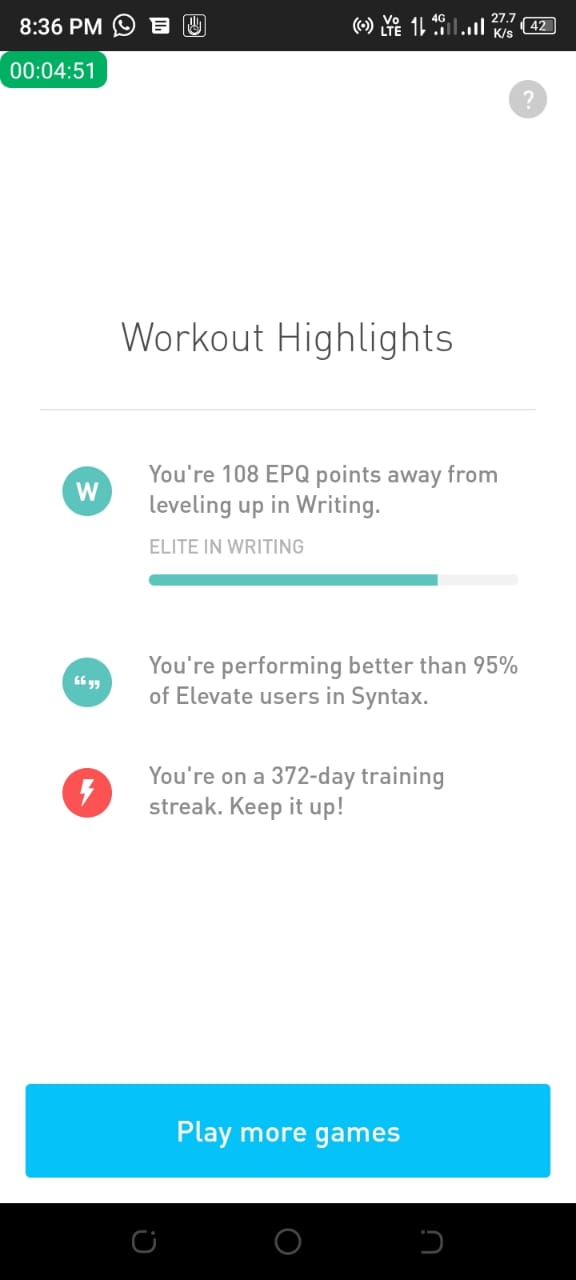 8:36 PM Vo LTE 4G 27.7 K/s 42
00:04:51
?
Workout Highlights
W
You're 108 EPQ points away from
leveling up in Writing.
ELITE IN WRITING
“”
You're performing better than 95%
of Elevate users in Syntax.
You're on a 372-day training
streak. Keep it up!
Play more games